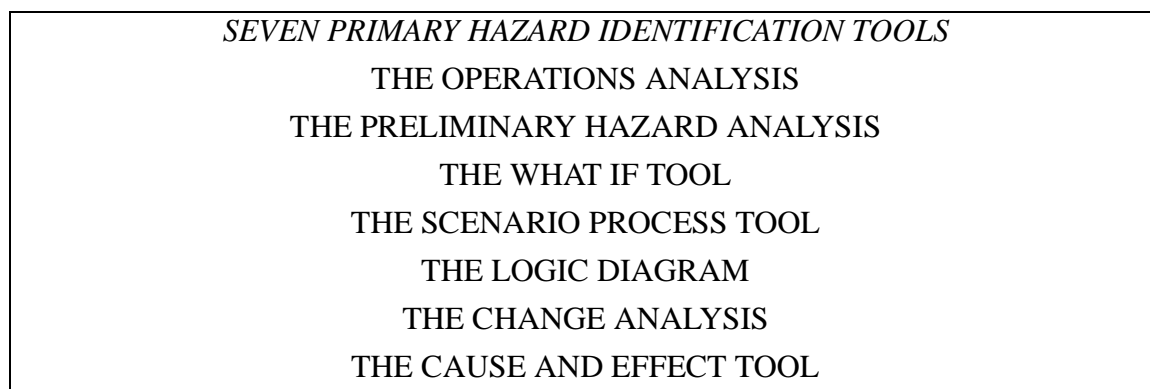 SEVEN PRIMARY HAZARD IDENTIFICATION TOOLS
THE OPERATIONS ANALYSIS
THE PRELIMINARY HAZARD ANALYSIS
THE WHAT IF TOOL
THE SCENARIO PROCESS TOOL
THE LOGIC DIAGRAM
THE CHANGE ANALYSIS
THE CAUSE AND EFFECT TOOL